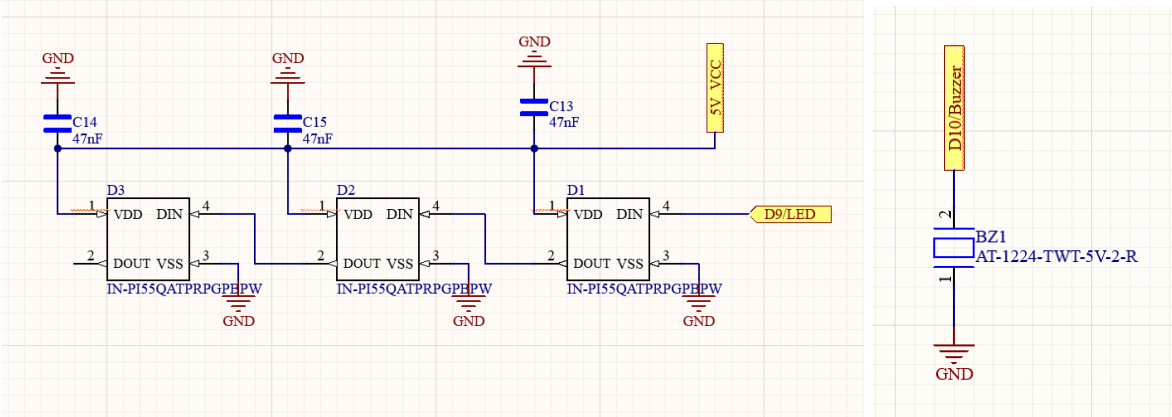 GND
GND
GND
C14
47nF
C15
47nF
C13
47nF
5V VCC
D3
1 VDD DIN 4
2 DOUT VSS 3
IN-PI55QATPRPGPBPW
GND
D2
1 VDD DIN 4
2 DOUT VSS 3
IN-PI55QATPRPGPBPW
GND
D1
1 VDD DIN 4
2 DOUT VSS 3
IN-PI55QATPRPGPBPW
GND
D9/LED
D10/Buzzer
2
BZ1
AT-1224-TWT-5V-2-R
1
GND